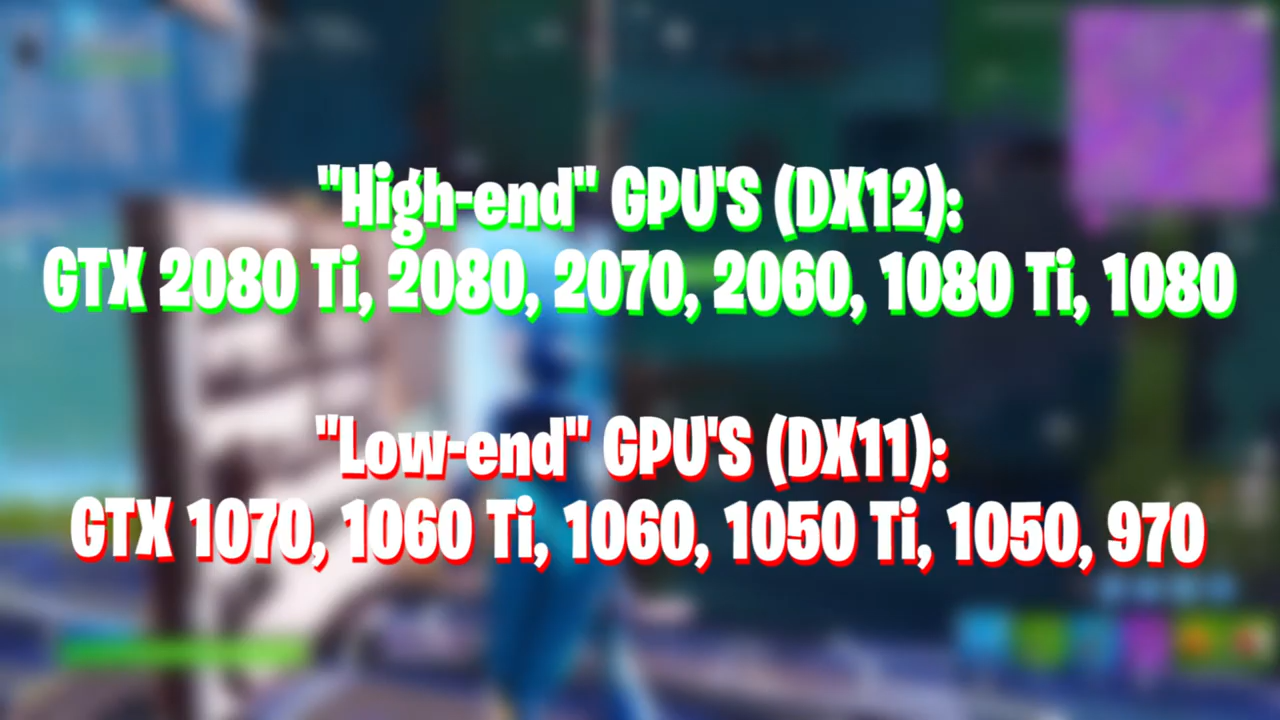 "High-end" GPU'S (DX12):
GTX 2080 Ti, 2080, 2070, 2060, 1080 Ti, 1080
"Low-end" GPU'S (DX11):
GTX 1070, 1060 Ti, 1060, 1050 Ti, 1050, 970